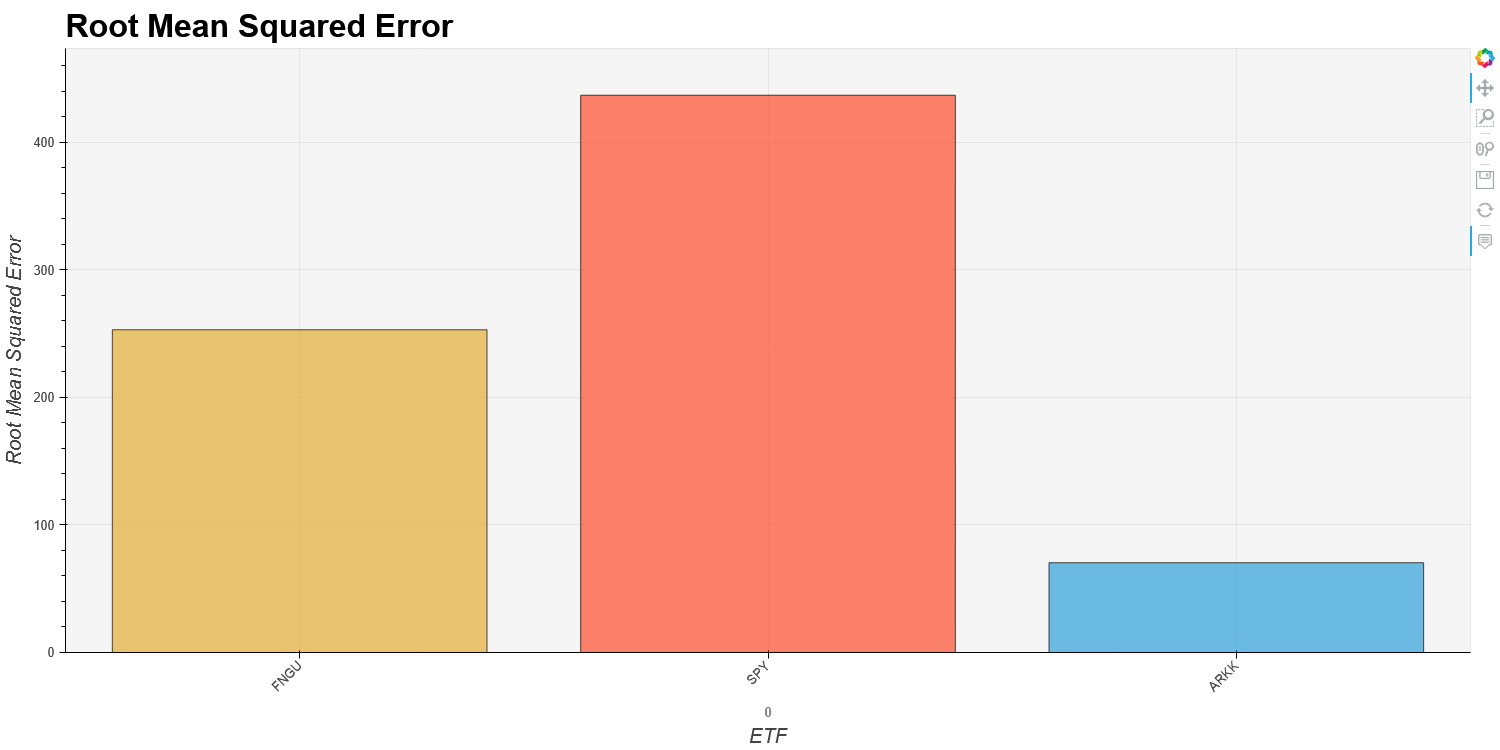 Root Mean Squared Error
Root Mean Squared Error
400
300
200
100
0
FNGU
SPY
ARKK
0
ETF